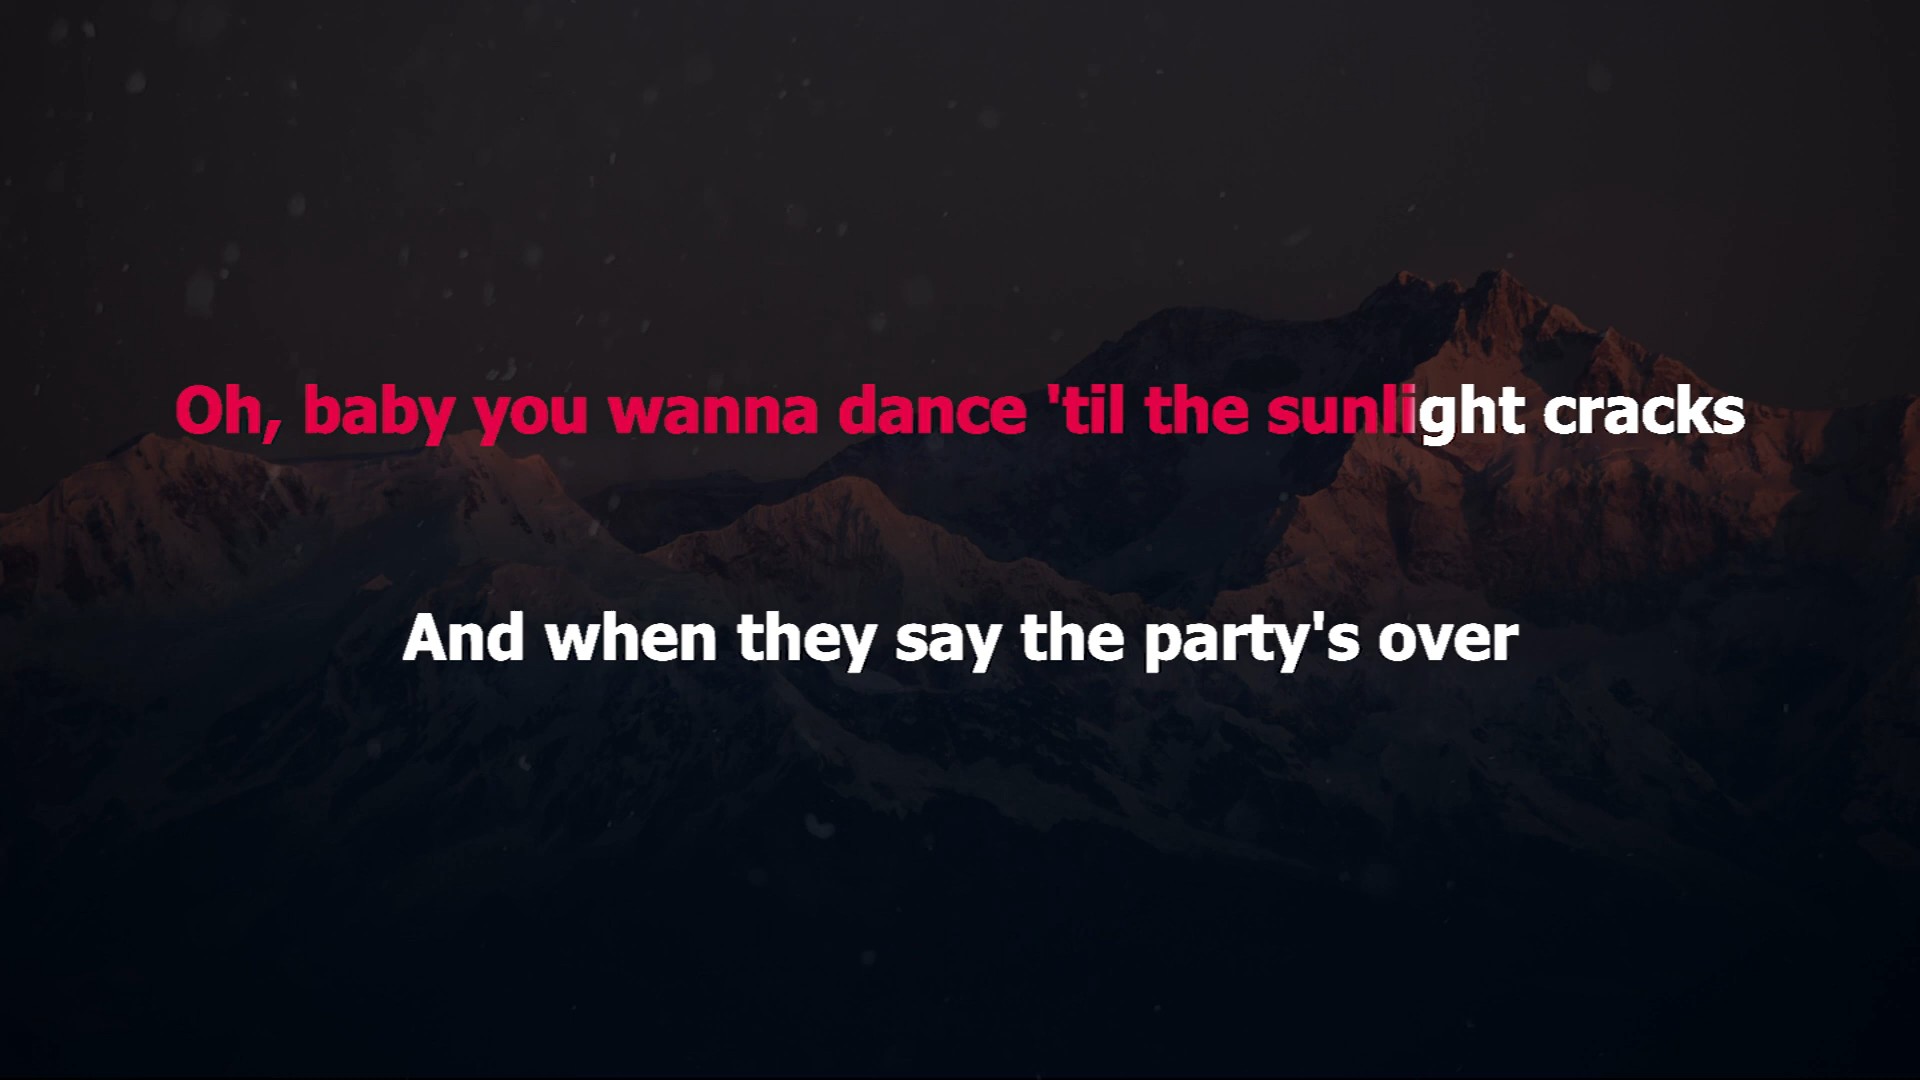 Oh, baby you wanna dance 'til the sunlight cracks
And when they say the party's over